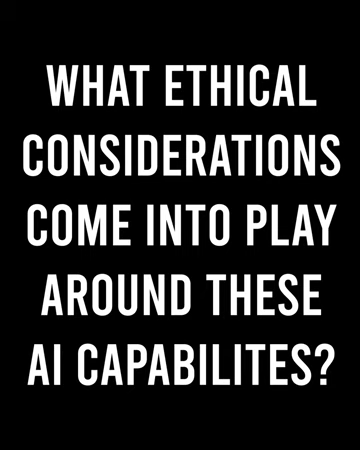 WHAT ETHICAL
CONSIDERATIONS
COME INTO PLAY
AROUND THESE
AI CAPABILITES?